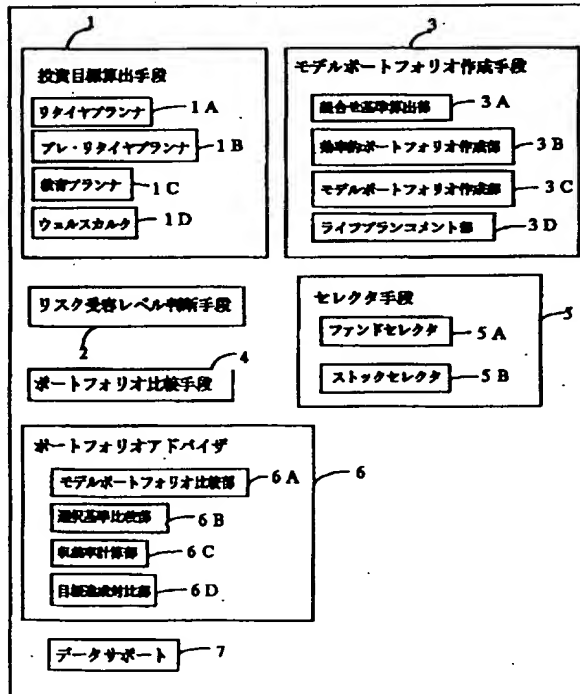 1
投資目標算出手段
リタイヤプランナ
1A
プレ・リタイヤプランナ
1B
教育プランナ
1C
ウェルスカルク
1D
3
モデルポートフォリオ作成手段
組合せ基準算出部
3A
効率的ポートフォリオ作成部
3B
モデルポートフォリオ作成部
3C
ライフプランコメント部
3D
リスク受容レベル判断手段
2
4
ポートフォリオ比較手段
セレクタ手段
5
ファンドセレクタ
5A
ストックセレクタ
5B
ポートフォリオアドバイザ
6
モデルポートフォリオ比較部
6A
選択基準比較部
6B
収益率計算部
6C
目標達成対比部
6D
データサポート
7